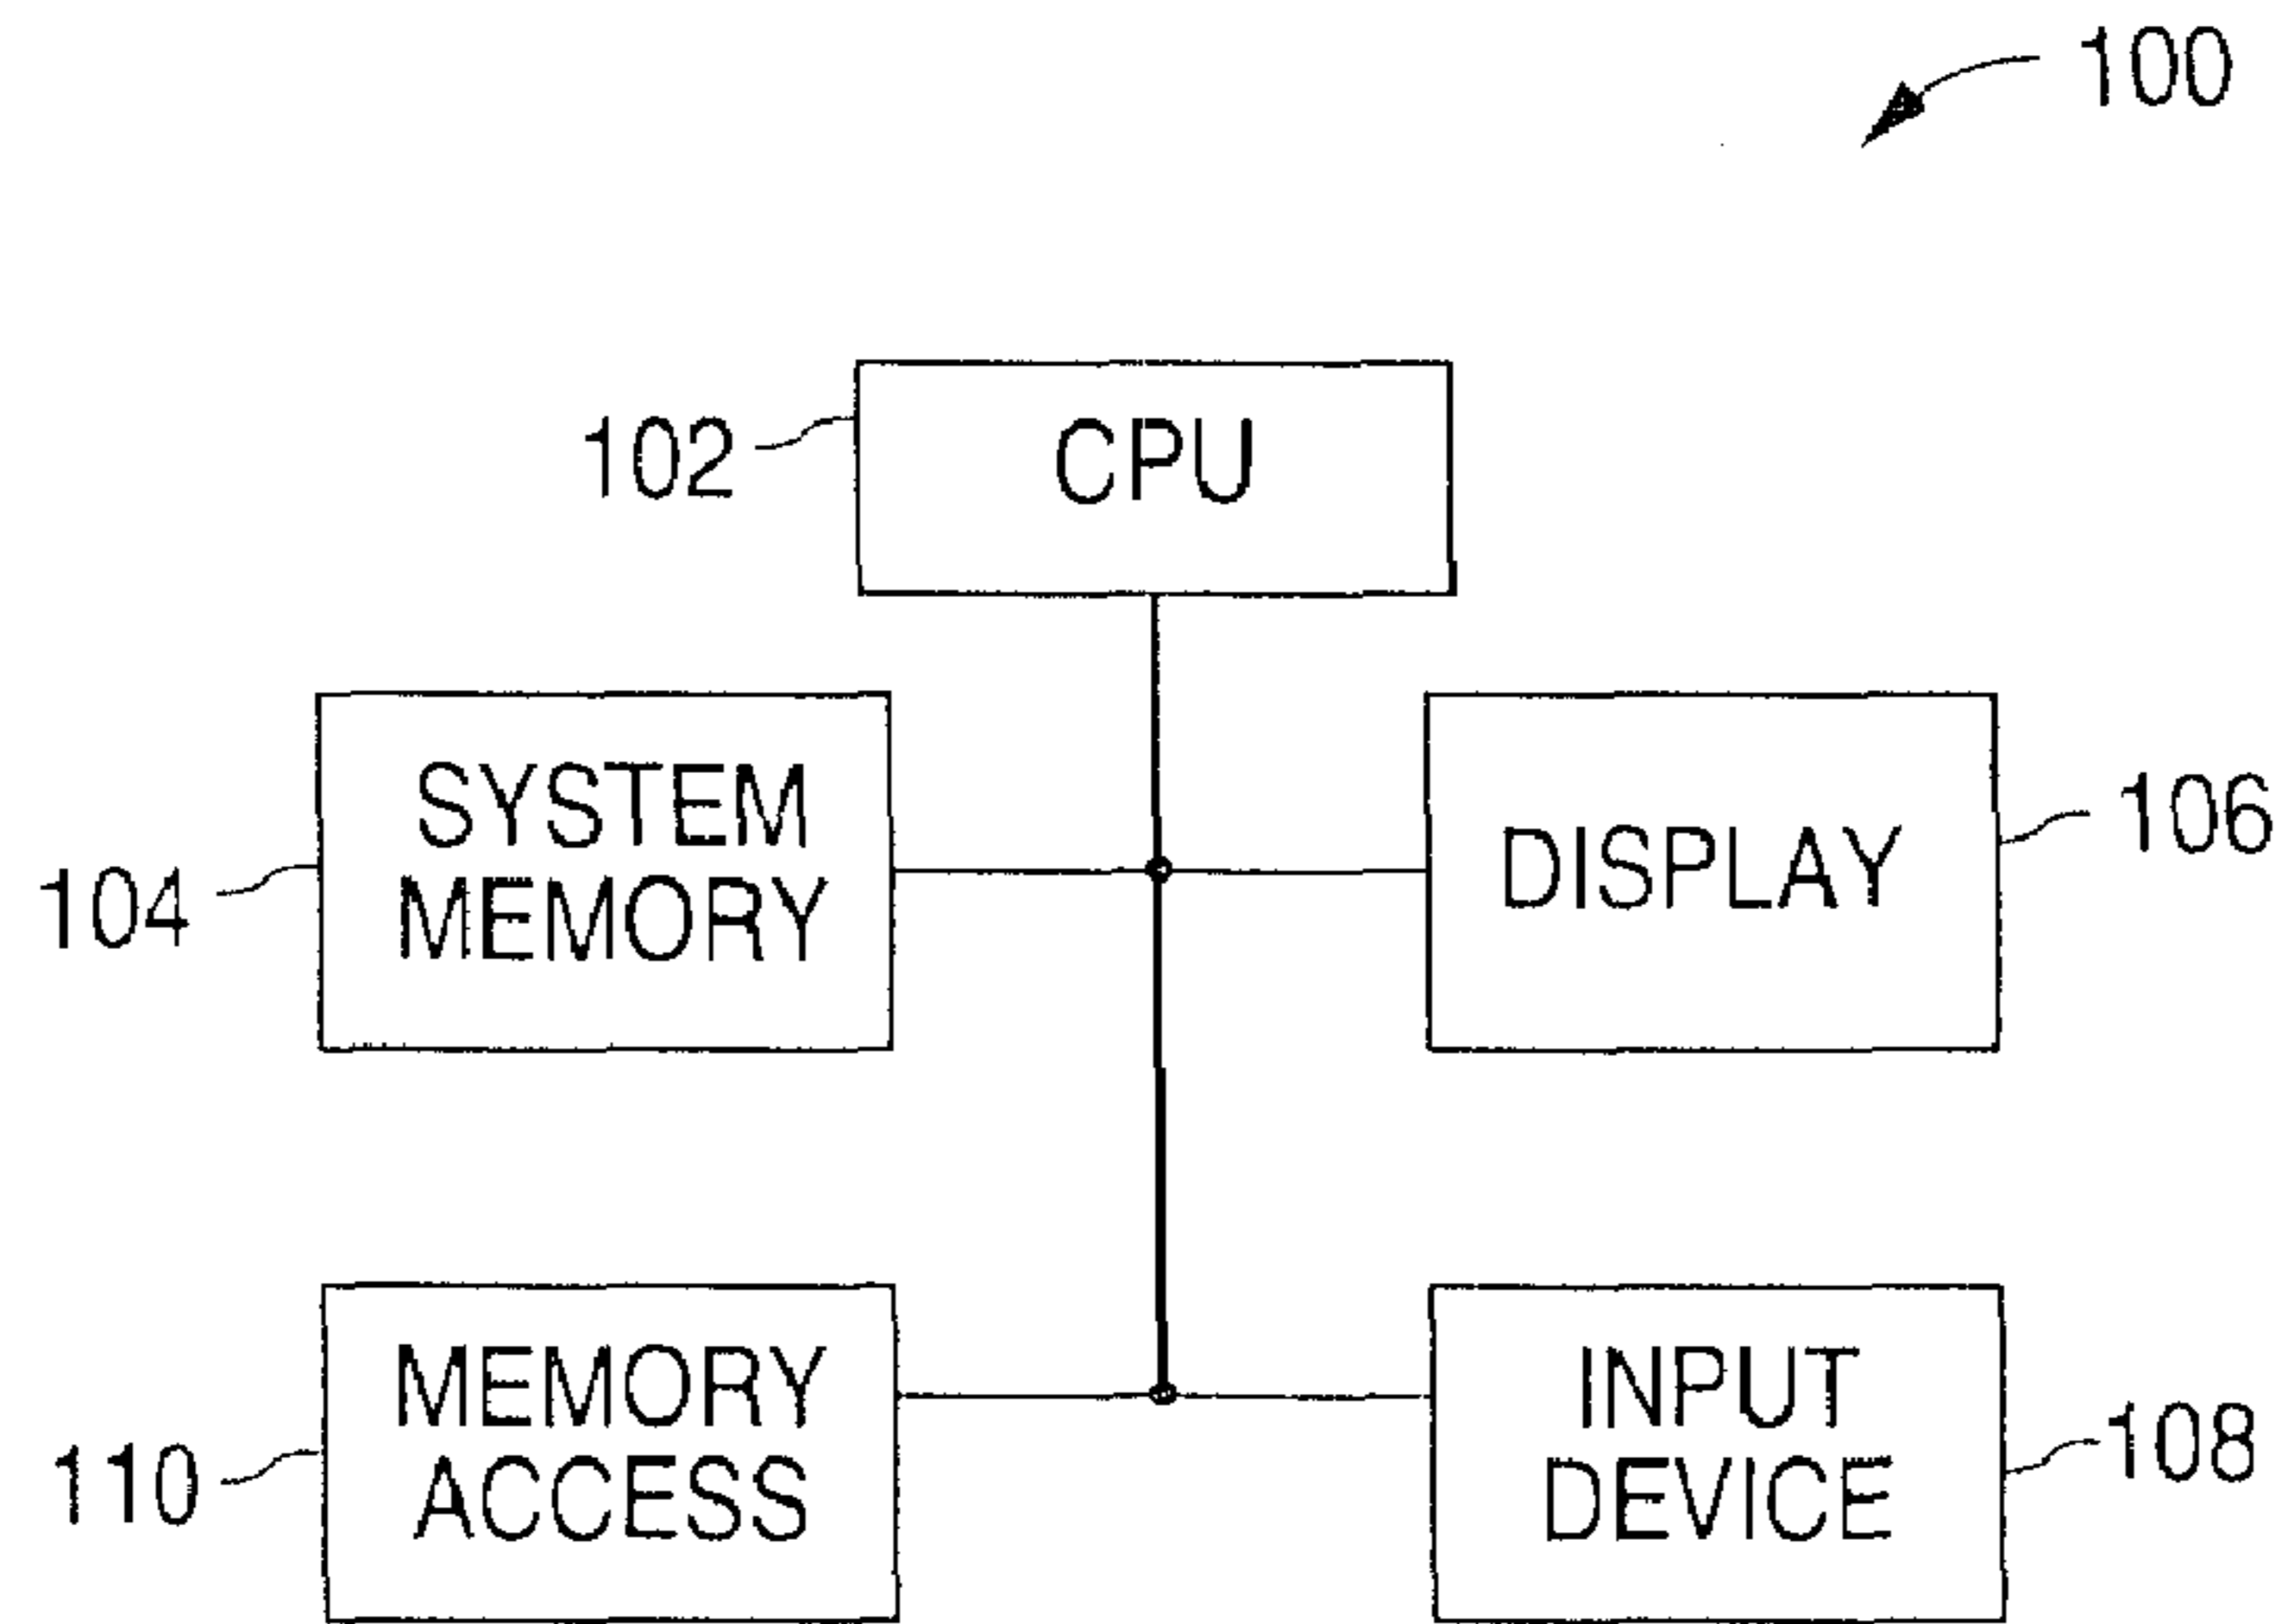 100
102
CPU
SYSTEM
MEMORY
104
DISPLAY
106
MEMORY
ACCESS
110
INPUT
DEVICE
108